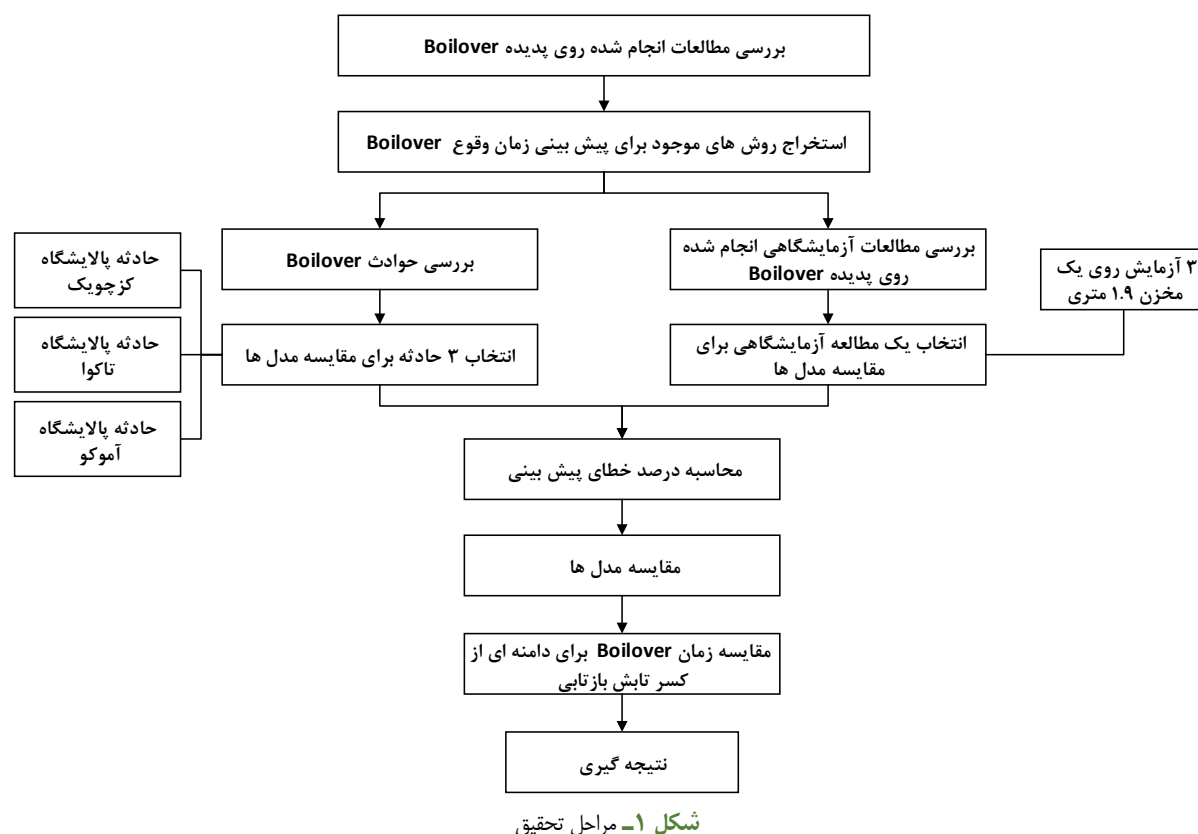 بررسی مطالعات انجام شده روی پدیده Boilover
استخراج روش های موجود برای پیش بینی زمان وقوع Boilover
بررسی مطالعات آزمایشگاهی انجام شده
روی پدیده Boilover
بررسی حوادث Boilover
۳ آزمایش روی یک
مخزن ۱.۹ متری
حادثه پالایشگاه
کزچویک
انتخاب یک مطالعه آزمایشگاهی برای
مقایسه مدل ها
انتخاب ۳ حادثه برای مقایسه مدل ها
حادثه پالایشگاه
تاکوا
حادثه پالایشگاه
آموکو
محاسبه درصد خطای پیش بینی
مقایسه مدل ها
مقایسه زمان Boilover برای دامنه ای از
کسر تابش بازتابی
نتیجه گیری
شکل ۱ــ مراحل تحقیق